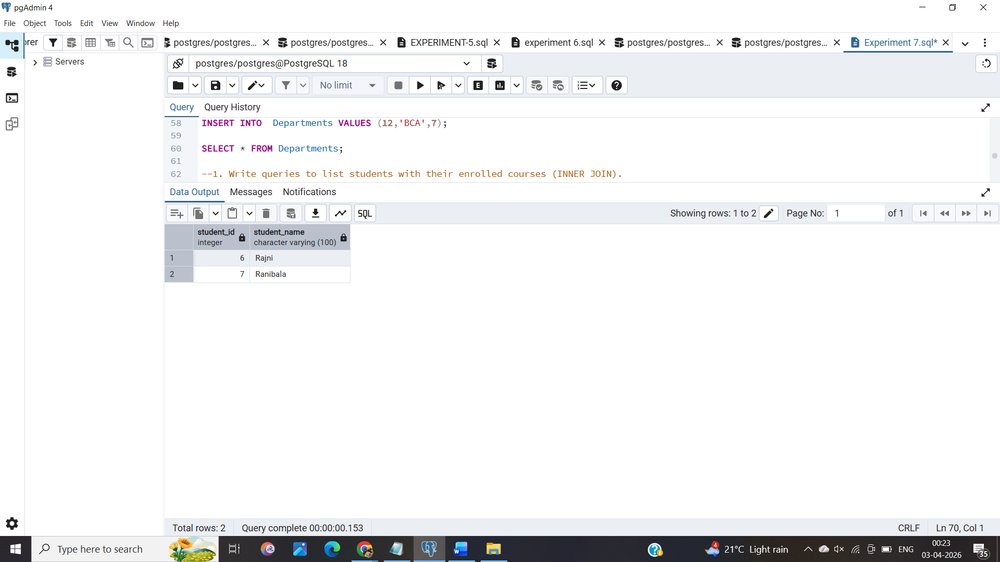 pgAdmin 4
File Object Tools Edit View Window Help
orer
postgres/postgres... postgres/postgres... EXPERIMENT-5.sql experiment 6.sql postgres/postgres... postgres/postgres... Experiment 7.sql*
Servers
postgres/postgres@PostgreSQL 18
No limit
E
Query Query History
58 INSERT INTO  Departments VALUES (12,'BCA',7);
59
60 SELECT * FROM Departments;
61
62 --1. Write queries to list students with their enrolled courses (INNER JOIN).
Data Output Messages Notifications
SQL
Showing rows: 1 to 2 Page No: 1 of 1
student_id student_name
integer character varying (100)
1 6 Rajni
2 7 Ranibala
Total rows: 2 Query complete 00:00:00.153 CRLF Ln 70, Col 1
Type here to search
4 21°C Light rain ENG
00:23
03-04-2026
35